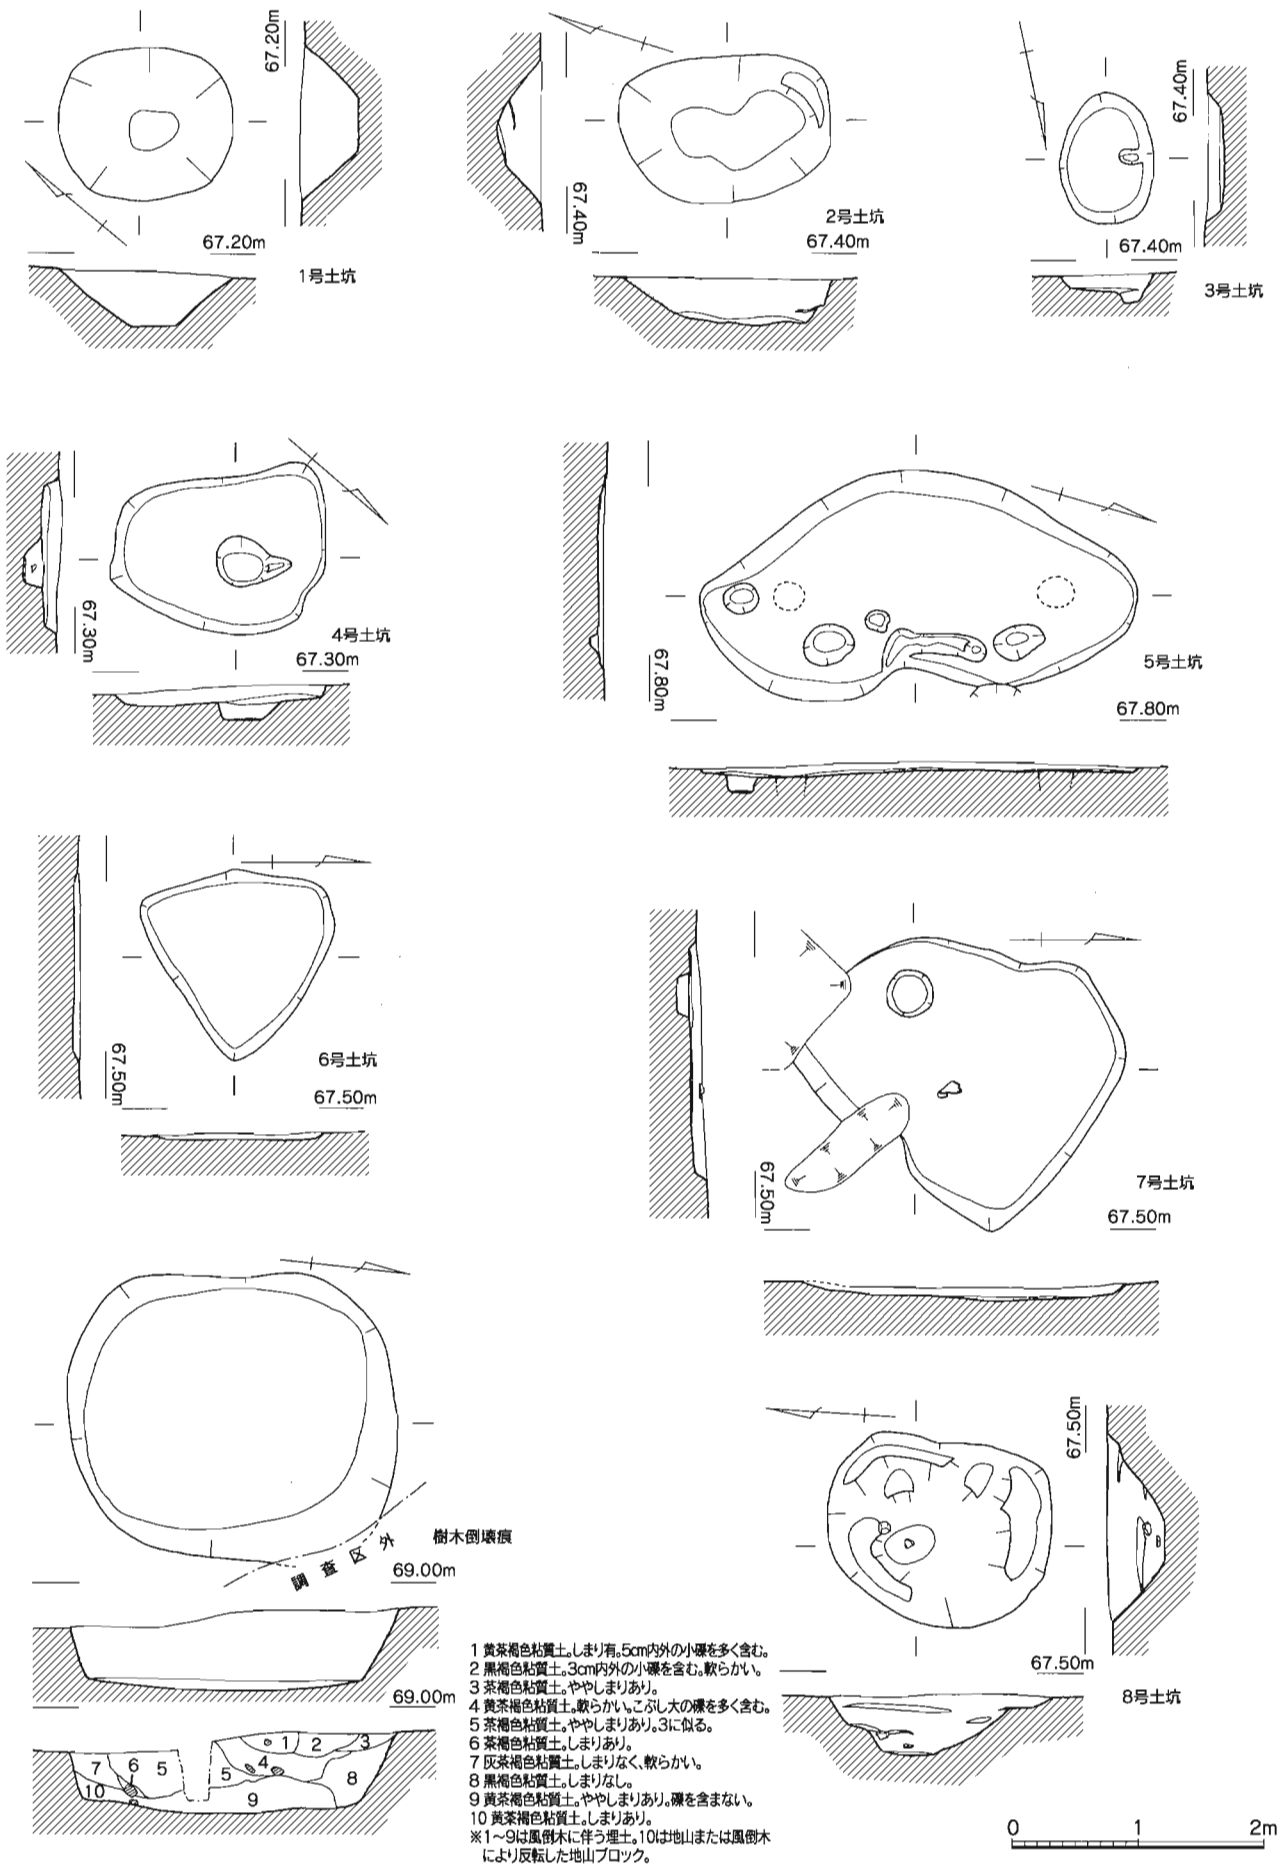 67.20m
67.20m
1号土坑
67.40m
2号土坑
67.40m
67.40m
67.40m
3号土坑
67.30m
4号土坑
67.30m
67.80m
5号土坑
67.80m
67.50m
6号土坑
67.50m
67.50m
7号土坑
67.50m
樹木倒壊痕
調査区外
69.00m
69.00m
1 2 3
7 6 5 5 4 8
10 9
67.50m
67.50m
8号土坑
1 黄茶褐色粘質土。しまり有。5cm内外の小礫を多く含む。
2 黒褐色粘質土。3cm内外の小礫を含む。軟らかい。
3 茶褐色粘質土。ややしまりあり。
4 黄茶褐色粘質土。軟らかい。こぶし大の礫を多く含む。
5 茶褐色粘質土。ややしまりあり。3に似る。
6 茶褐色粘質土。しまりあり。
7 灰茶褐色粘質土。しまりなく、軟らかい。
8 黒褐色粘質土。しまりなし。
9 黄茶褐色粘質土。ややしまりあり。礫を含まない。
10 黄茶褐色粘質土。しまりあり。
※1～9は風倒木に伴う埋土。10は地山または風倒木
により反転した地山ブロック。
0 1 2m